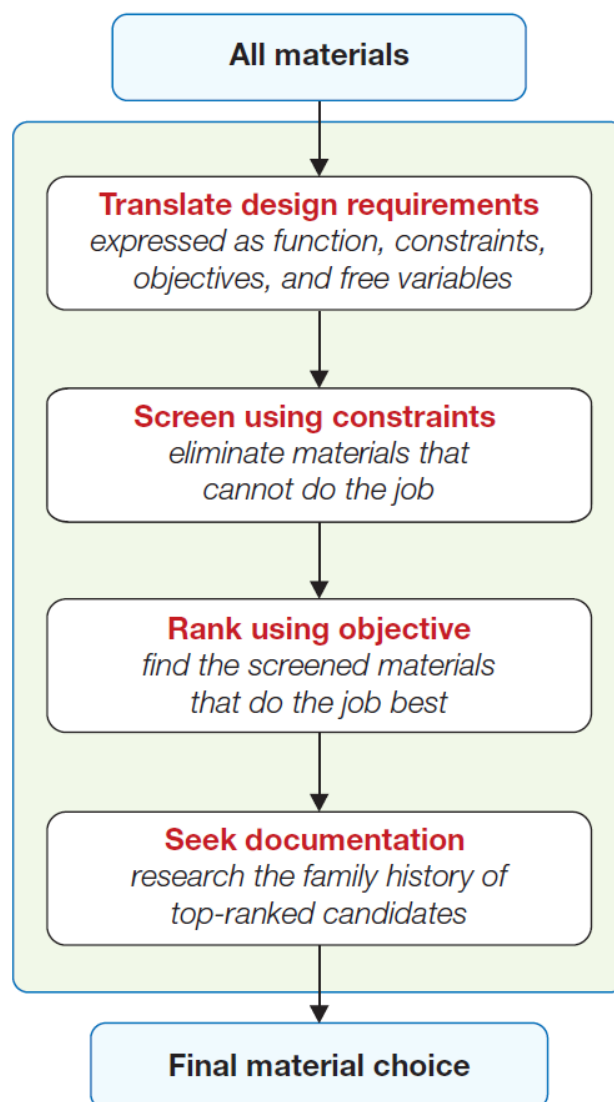 All materials
Translate design requirements
expressed as function, constraints,
objectives, and free variables
Screen using constraints
eliminate materials that
cannot do the job
Rank using objective
find the screened materials
that do the job best
Seek documentation
research the family history of
top-ranked candidates
Final material choice